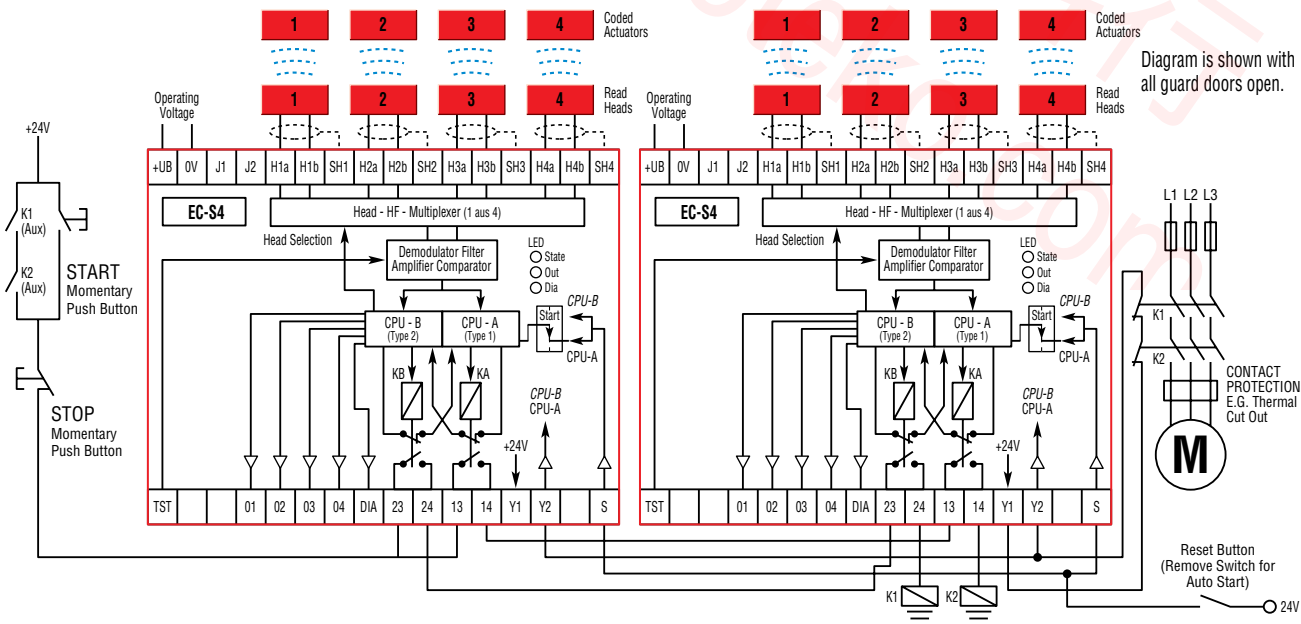 1 2 3 4 Coded Actuators
1 2 3 4 Coded Actuators
Diagram is shown with
all guard doors open.
1 2 3 4 Read Heads
1 2 3 4 Read Heads
Operating
Voltage
Operating
Voltage
+24V
+UB 0V J1 J2 H1a H1b SH1 H2a H2b SH2 H3a H3b SH3 H4a H4b SH4
+UB 0V J1 J2 H1a H1b SH1 H2a H2b SH2 H3a H3b SH3 H4a H4b SH4
K1
(Aux)
K2
(Aux)
START
Momentary
Push Button
STOP
Momentary
Push Button
EC-S4
Head - HF - Multiplexer (1 aus 4)
Head Selection
Demodulator Filter
Amplifier Comparator
LED
State
Out
Dia
CPU - B
(Type 2)
CPU - A
(Type 1)
Start
CPU-B
CPU-A
KB
KA
CPU-B
CPU-A
+24V
TST 01 02 03 04 DIA 23 24 13 14 Y1 Y2 S
EC-S4
Head - HF - Multiplexer (1 aus 4)
Head Selection
Demodulator Filter
Amplifier Comparator
LED
State
Out
Dia
CPU - B
(Type 2)
CPU - A
(Type 1)
Start
CPU-B
CPU-A
KB
KA
CPU-B
CPU-A
+24V
TST 01 02 03 04 DIA 23 24 13 14 Y1 Y2 S
L1 L2 L3
K1
K2
CONTACT
PROTECTION
E.G. Thermal
Cut Out
M
K1
K2
Reset Button
(Remove Switch for
Auto Start)
24V